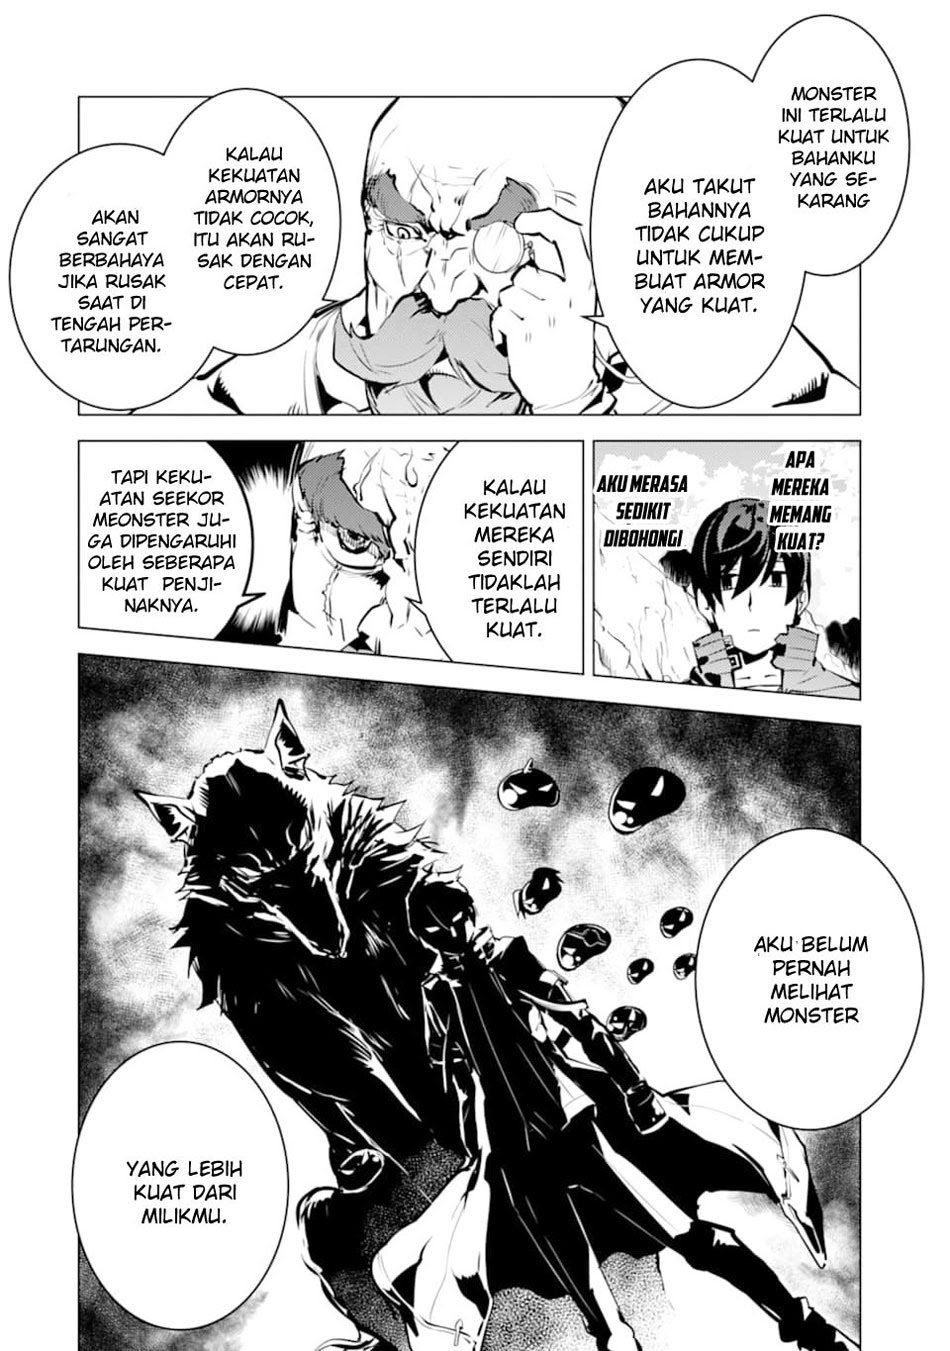 MONSTER
INI TERLALU
KUAT UNTUK
BAHANKU
YANG SE-
KARANG
AKU TAKUT
BAHANNYA
TIDAK CUKUP
UNTUK MEM-
BUAT ARMOR
YANG KUAT.
KALAU
KEKUATAN
ARMORNYA
TIDAK COCOK,
ITU AKAN RU-
SAK DENGAN
CEPAT.
AKAN
SANGAT
BERBAHAYA
JIKA RUSAK
SAAT DI
TENGAH PER-
TARUNGAN.
APA
MEREKA
MEMANG
KUAT?
AKU MERASA
SEDIKIT
DIBOHONGI
KALAU
KEKUATAN
MEREKA
SENDIRI
TIDAKLAH
TERLALU
KUAT.
TAPI KEKU-
ATAN SEEKOR
MEONSTER JU-
GA DIPENGARUHI
OLEH SEBERAPA
KUAT PENJI-
NAKNYA.
AKU BELUM
PERNAH
MELIHAT
MONSTER
YANG LEBIH
KUAT DARI
MILIKMU.